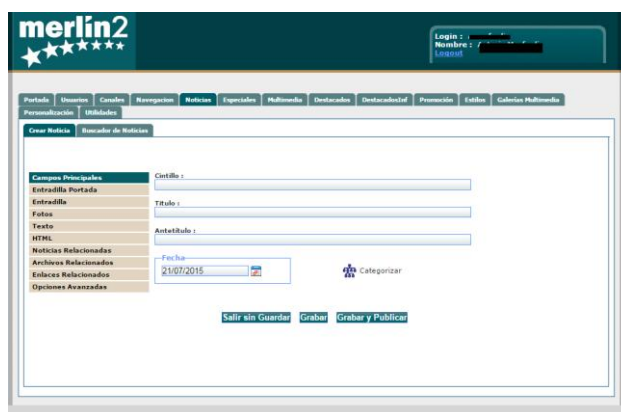 merlin2
Login :
Nombre :
Logout
Portada Usuarios Canales Navegacion Noticias Especiales Multimedia Destacados DestacadosInf Promoción Estilos Galerías Multimedia
Personalización Utilidades
Crear Noticia Buscador de Noticias
Campos Principales
Entradilla Portada
Entradilla
Fotos
Texto
HTML
Noticias Relacionadas
Archivos Relacionados
Enlaces Relacionados
Opciones Avanzadas
Cintillo :
Título :
Antetítulo :
Fecha
21/07/2015
Categorizar
Salir sin Guardar Grabar Grabar y Publicar